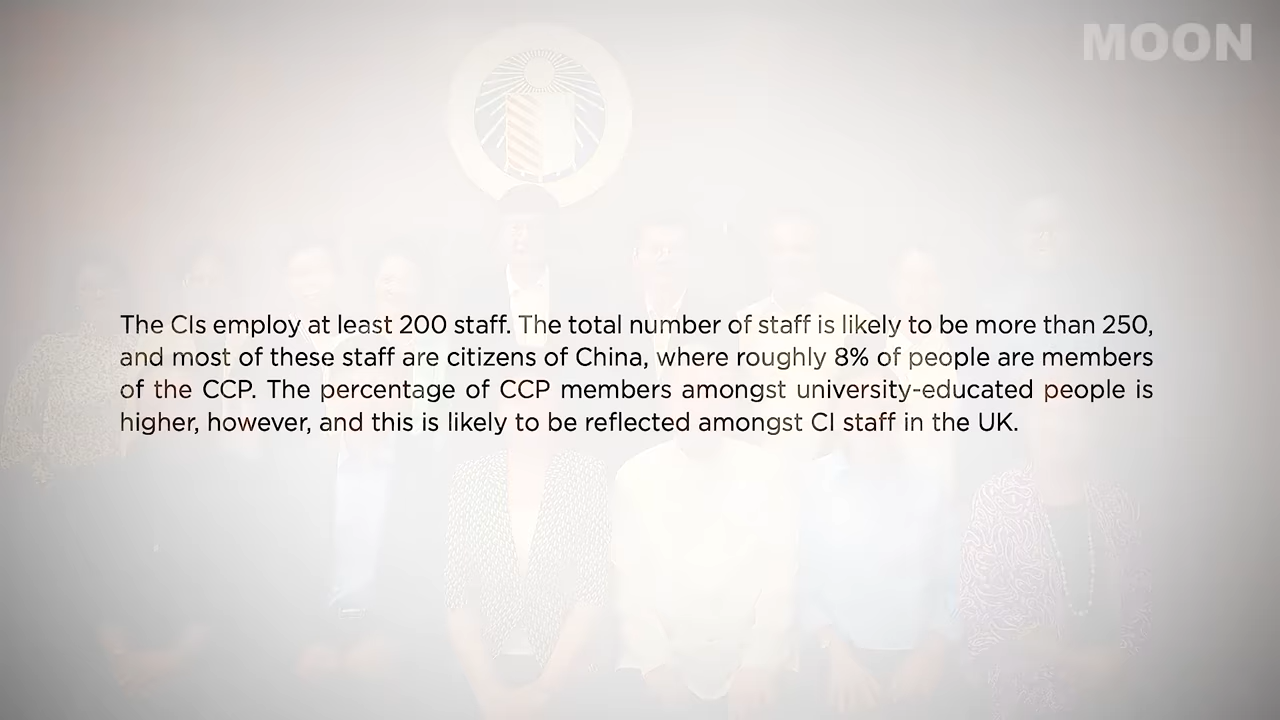 MOON
The CIs employ at least 200 staff. The total number of staff is likely to be more than 250,
and most of these staff are citizens of China, where roughly 8% of people are members
of the CCP. The percentage of CCP members amongst university-educated people is
higher, however, and this is likely to be reflected amongst CI staff in the UK.